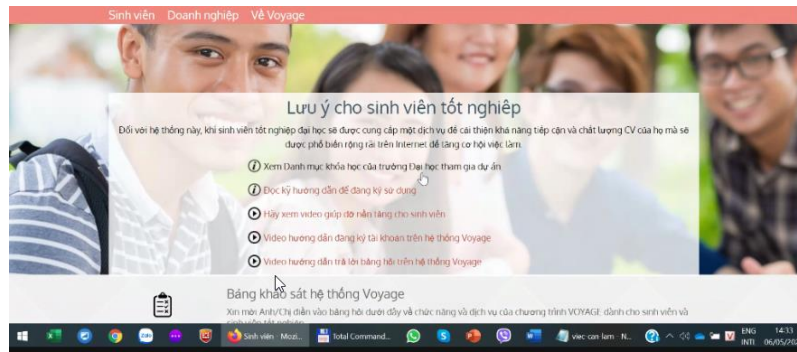 Sinh viên Doanh nghiệp Về Voyage
Lưu ý cho sinh viên tốt nghiệp
Đối với hệ thống này, khi sinh viên tốt nghiệp đại học sẽ được cung cấp một dịch vụ để cải thiện khả năng tiếp cận và chất lượng CV của họ mà sẽ
được phổ biến rộng rãi trên Internet để tăng cơ hội việc làm.
Xem Danh mục khóa học của trường Đại học tham gia dự án
Đọc kỹ hướng dẫn để đăng ký sử dụng
Hãy xem video giúp đỡ nền tảng cho sinh viên
Video hướng dẫn đăng ký tài khoản trên hệ thống Voyage
Video hướng dẫn trả lời bảng hỏi trên hệ thống Voyage
Bảng khảo sát hệ thống Voyage
Xin mời Anh/Chị điền vào bảng hỏi dưới đây về chức năng và dịch vụ của chương trình VOYAGE dành cho sinh viên và
sinh viên tốt nghiệp
Sinh viên - Mozi... Total Command... viec can lam - N... ENG 14:33
INTL 06/05/202